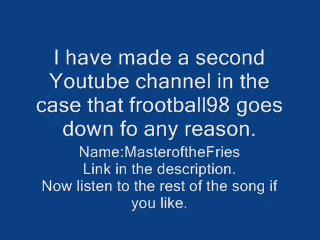 I have made a second
Youtube channel in the
case that frootball98 goes
down fo any reason.
Name:MasteroftheFries
Link in the description.
Now listen to the rest of the song if
you like.